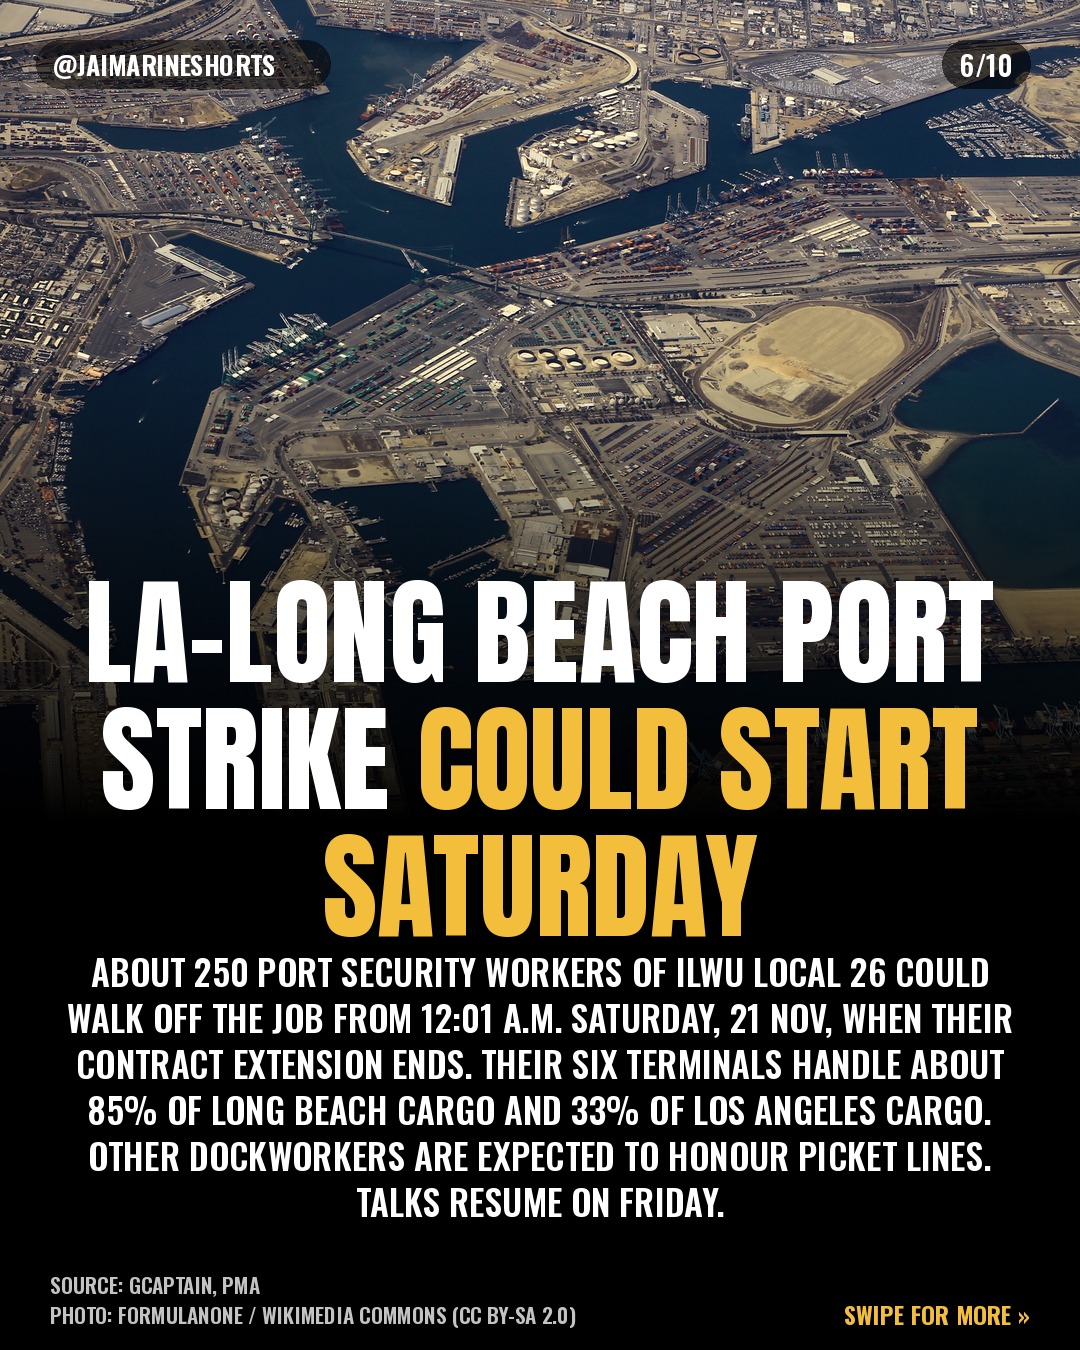 @JAIMARINESHORTS
6/10
LA-LONG BEACH PORT
STRIKE COULD START
SATURDAY
ABOUT 250 PORT SECURITY WORKERS OF ILWU LOCAL 26 COULD
WALK OFF THE JOB FROM 12:01 A.M. SATURDAY, 21 NOV, WHEN THEIR
CONTRACT EXTENSION ENDS. THEIR SIX TERMINALS HANDLE ABOUT
85% OF LONG BEACH CARGO AND 33% OF LOS ANGELES CARGO.
OTHER DOCKWORKERS ARE EXPECTED TO HONOUR PICKET LINES.
TALKS RESUME ON FRIDAY.
SOURCE: GCAPTAIN, PMA
PHOTO: FORMULANONE / WIKIMEDIA COMMONS (CC BY-SA 2.0)
SWIPE FOR MORE »